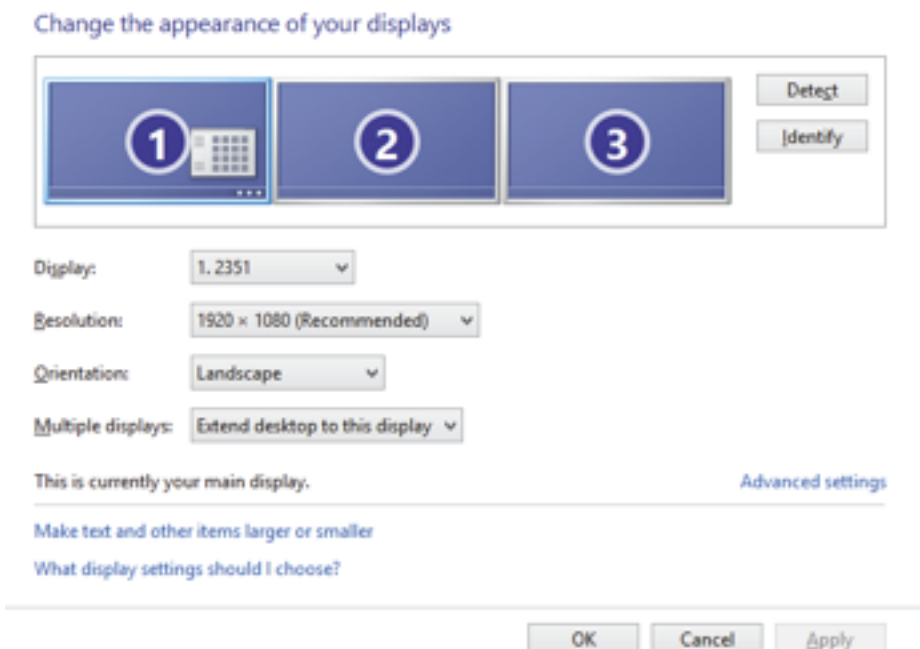 Change the appearance of your displays
1 2 3
Detect
Identify
Display: 1. 2351
Resolution: 1920 × 1080 (Recommended)
Orientation: Landscape
Multiple displays: Extend desktop to this display
This is currently your main display. Advanced settings
Make text and other items larger or smaller
What display settings should I choose?
OK Cancel Apply